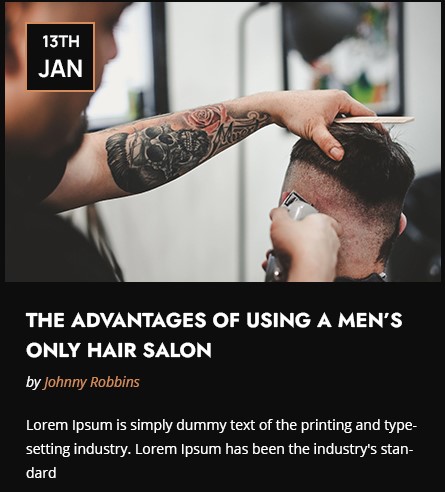 13TH
JAN
THE ADVANTAGES OF USING A MEN'S
ONLY HAIR SALON
by Johnny Robbins
Lorem Ipsum is simply dummy text of the printing and type-
setting industry. Lorem Ipsum has been the industry's stan-
dard